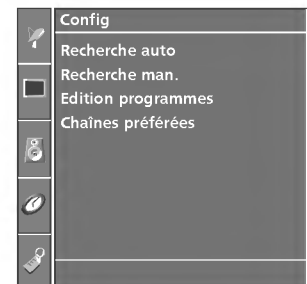 Config
Recherche auto
Recherche man.
Edition programmes
Chaînes préférées